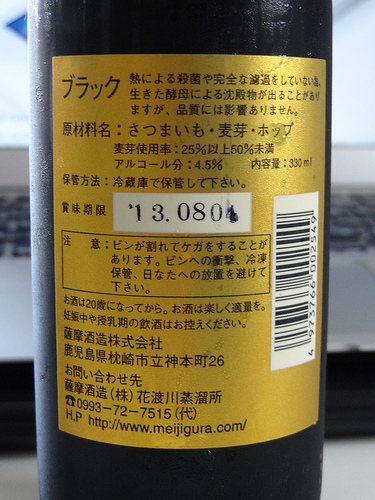 ブラック
熱による殺菌や完全な濾過をしていない為、
生きた酵母による沈殿物が出ることがあり
ますが、品質には影響ありません。
原材料名：さつまいも・麦芽・ホップ
麦芽使用率：25％以上50％未満
アルコール分：4.5％　内容量：330ml
保管方法：冷蔵庫で保管して下さい。
賞味期限 '13.0804
注　意：ビンが割れてケガをすることが
あります。ビンへの衝撃、冷凍
保管、日なたへの放置を避けて
下さい。
お酒は20歳になってから。お酒は楽しく適量を。
妊娠中や授乳期の飲酒はお控えください。
薩摩酒造株式会社
鹿児島県枕崎市立神本町26
お問い合わせ先
薩摩酒造（株）花渡川蒸溜所
☎0993-72-7515（代）
H.P http://www.meijigura.com/
4 973766 002549